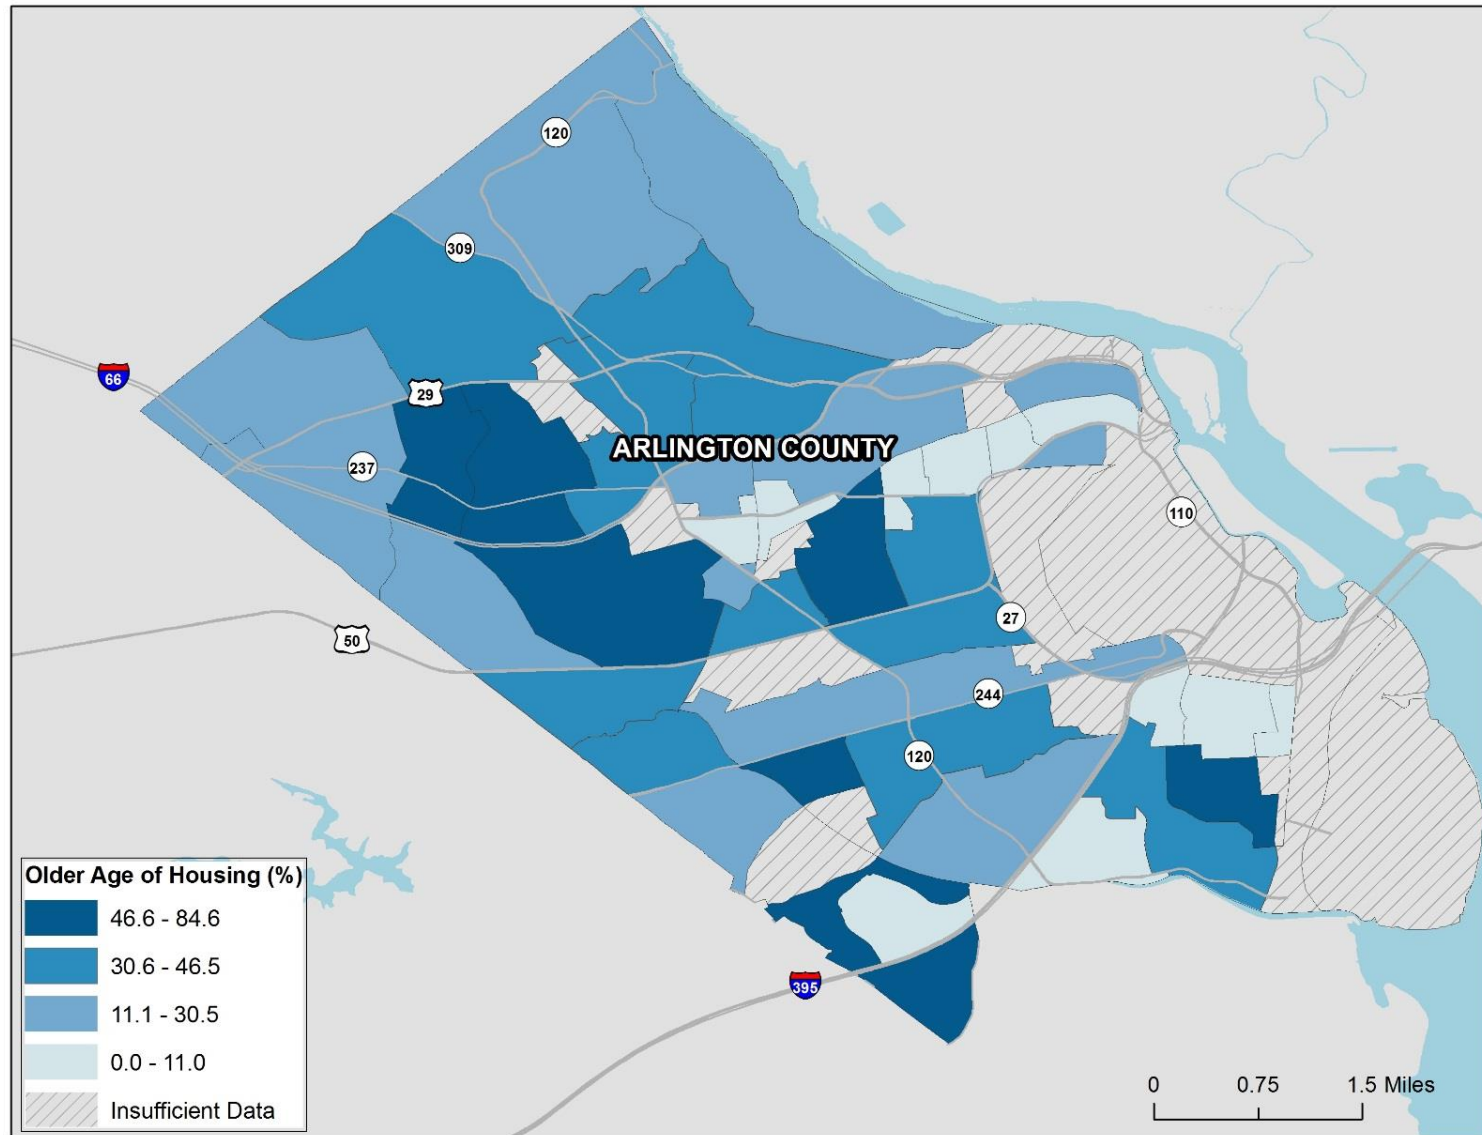 120
309
66
29
ARLINGTON COUNTY
237
110
27
50
244
120
395
Older Age of Housing (%)
46.6 - 84.6
30.6 - 46.5
11.1 - 30.5
0.0 - 11.0
Insufficient Data
0 0.75 1.5 Miles